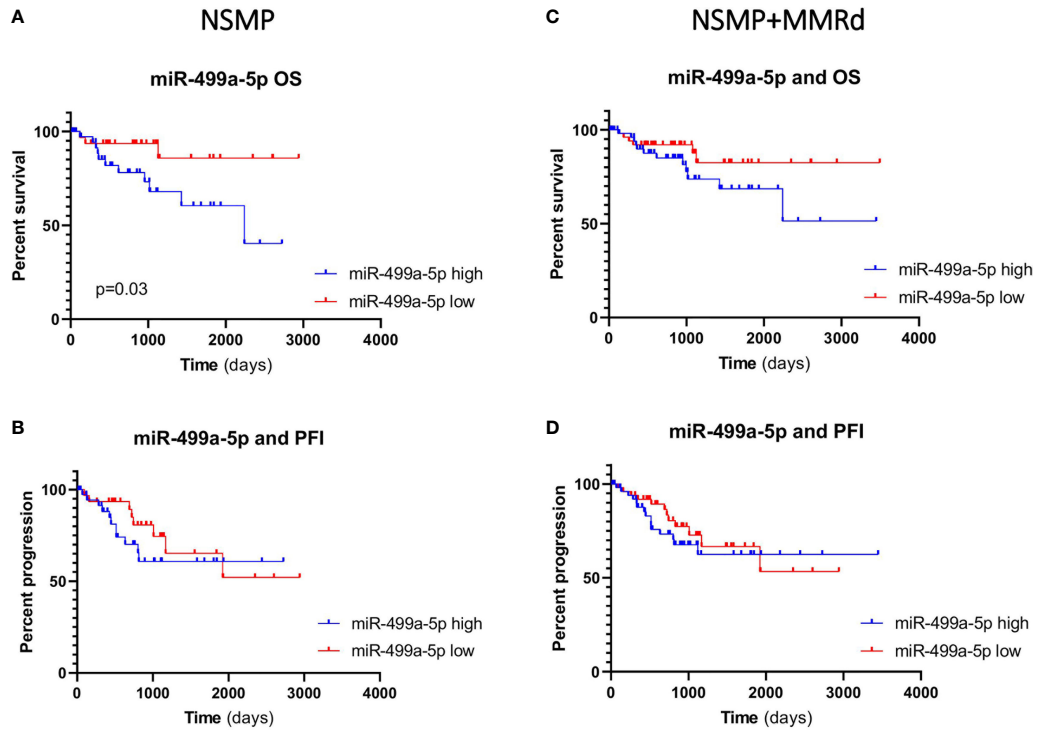 A
NSMP
miR-499a-5p OS
Percent survival
100
50
0
p=0.03
miR-499a-5p high
miR-499a-5p low
0 1000 2000 3000 4000
Time (days)
C
NSMP+MMRd
miR-499a-5p and OS
Percent survival
100
50
0
miR-499a-5p high
miR-499a-5p low
0 1000 2000 3000 4000
Time (days)
B
miR-499a-5p and PFI
Percent progression
100
50
0
miR-499a-5p high
miR-499a-5p low
0 1000 2000 3000 4000
Time (days)
D
miR-499a-5p and PFI
Percent progression
100
50
0
miR-499a-5p high
miR-499a-5p low
0 1000 2000 3000 4000
Time (days)